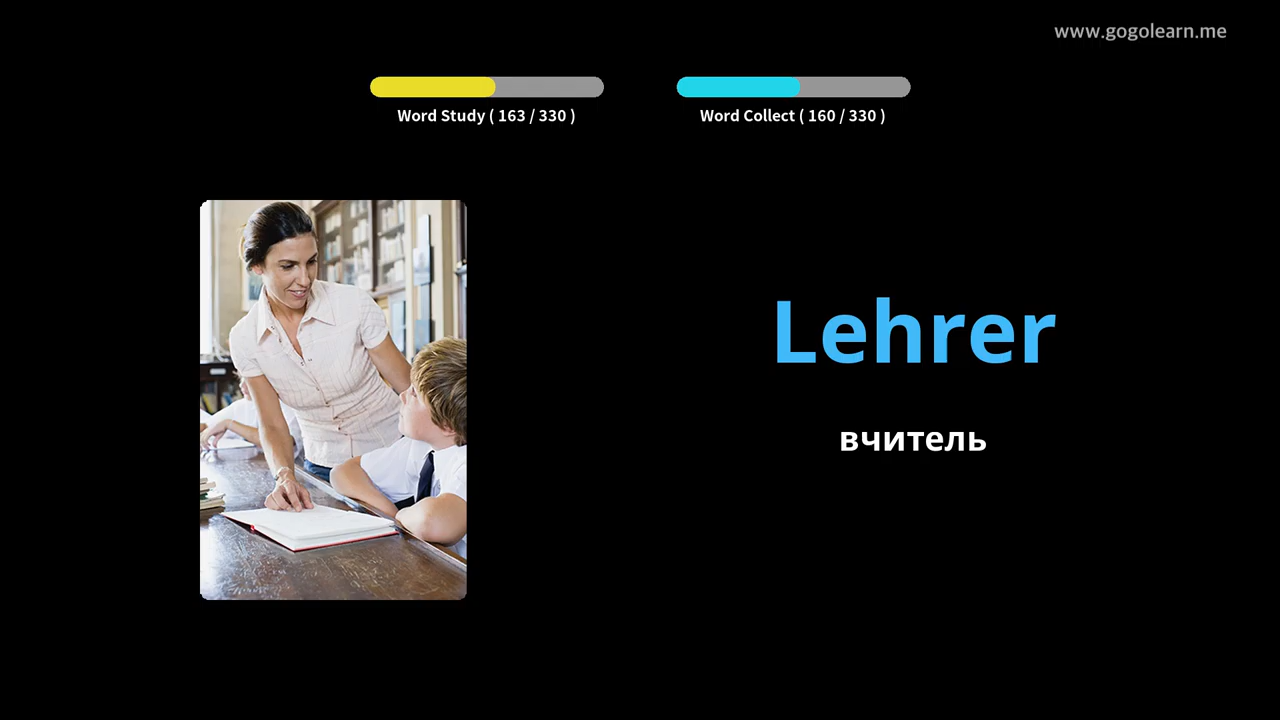 www.gogolearn.me
Word Study ( 163 / 330 )
Word Collect ( 160 / 330 )
Lehrer
вчитель